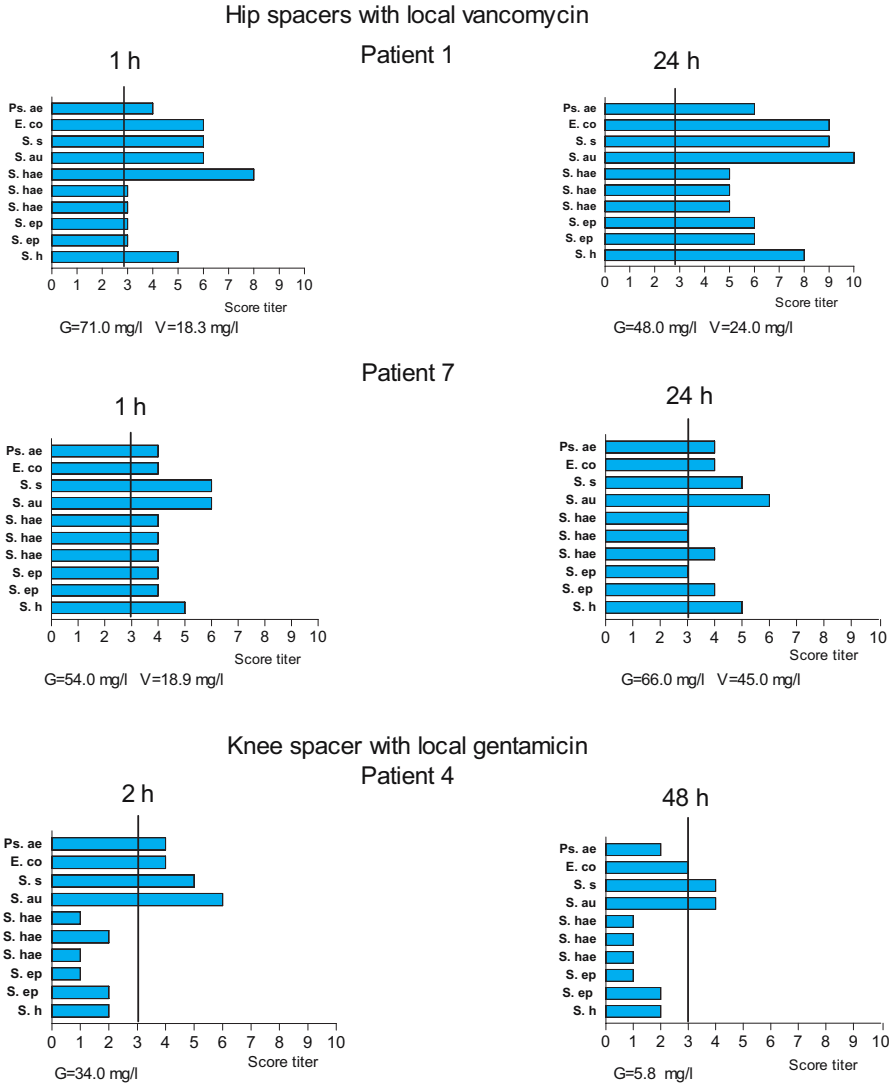 Hip spacers with local vancomycin
Patient 1
1 h
Ps. ae
E. co
S. s
S. au
S. hae
S. hae
S. hae
S. ep
S. ep
S. h
0 1 2 3 4 5 6 7 8 9 10
Score titer
G=71.0 mg/l V=18.3 mg/l
24 h
Ps. ae
E. co
S. s
S. au
S. hae
S. hae
S. hae
S. ep
S. ep
S. h
0 1 2 3 4 5 6 7 8 9 10
Score titer
G=48.0 mg/l V=24.0 mg/l
Patient 7
1 h
Ps. ae
E. co
S. s
S. au
S. hae
S. hae
S. hae
S. ep
S. ep
S. h
0 1 2 3 4 5 6 7 8 9 10
Score titer
G=54.0 mg/l V=18.9 mg/l
24 h
Ps. ae
E. co
S. s
S. au
S. hae
S. hae
S. hae
S. ep
S. ep
S. h
0 1 2 3 4 5 6 7 8 9 10
Score titer
G=66.0 mg/l V=45.0 mg/l
Knee spacer with local gentamicin
Patient 4
2 h
Ps. ae
E. co
S. s
S. au
S. hae
S. hae
S. hae
S. ep
S. ep
S. h
0 1 2 3 4 5 6 7 8 9 10
Score titer
G=34.0 mg/l
48 h
Ps. ae
E. co
S. s
S. au
S. hae
S. hae
S. hae
S. ep
S. ep
S. h
0 1 2 3 4 5 6 7 8 9 10
Score titer
G=5.8 mg/l